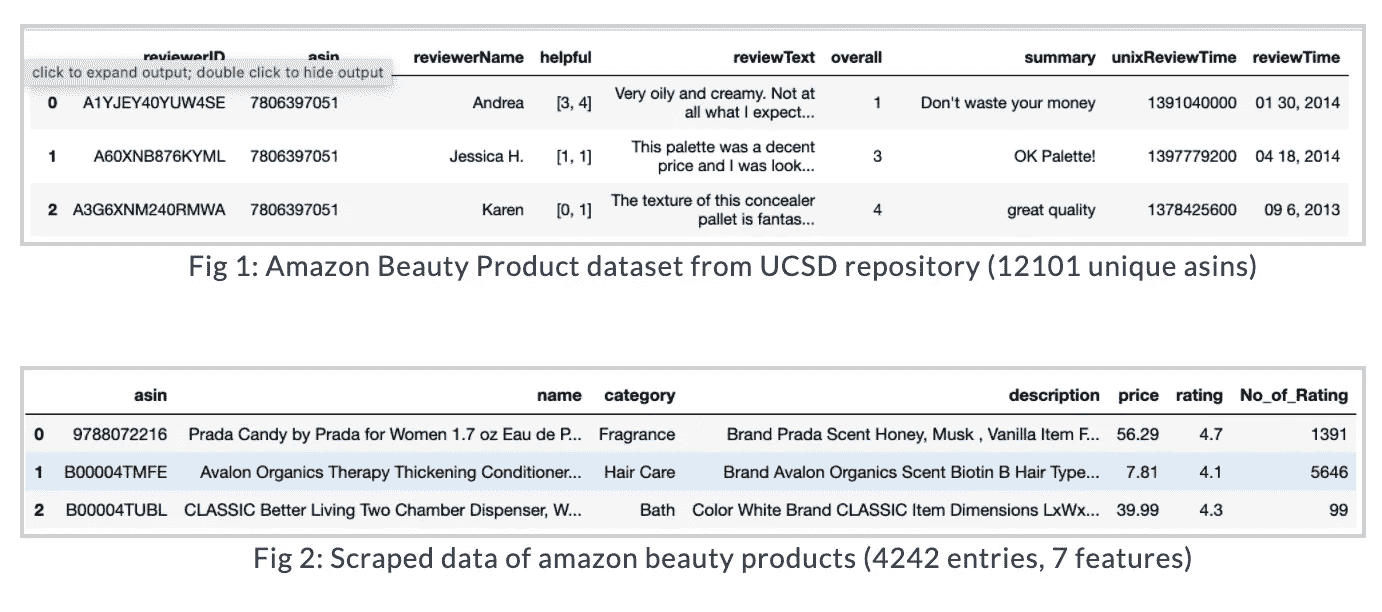 reviewerID asin reviewerName helpful reviewText overall summary unixReviewTime reviewTime
click to expand output; double click to hide output
0 A1YJEY40YUW4SE 7806397051 Andrea [3, 4] Very oily and creamy. Not at all what I expect... 1 Don't waste your money 1391040000 01 30, 2014
1 A60XNB876KYML 7806397051 Jessica H. [1, 1] This palette was a decent price and I was look... 3 OK Palette! 1397779200 04 18, 2014
2 A3G6XNM240RMWA 7806397051 Karen [0, 1] The texture of this concealer pallet is fantas... 4 great quality 1378425600 09 6, 2013
Fig 1: Amazon Beauty Product dataset from UCSD repository (12101 unique asins)
asin name category description price rating No_of_Rating
0 9788072216 Prada Candy by Prada for Women 1.7 oz Eau de P... Fragrance Brand Prada Scent Honey, Musk , Vanilla Item F... 56.29 4.7 1391
1 B00004TMFE Avalon Organics Therapy Thickening Conditioner... Hair Care Brand Avalon Organics Scent Biotin B Hair Type... 7.81 4.1 5646
2 B00004TUBL CLASSIC Better Living Two Chamber Dispenser, W... Bath Color White Brand CLASSIC Item Dimensions LxWx... 39.99 4.3 99
Fig 2: Scraped data of amazon beauty products (4242 entries, 7 features)